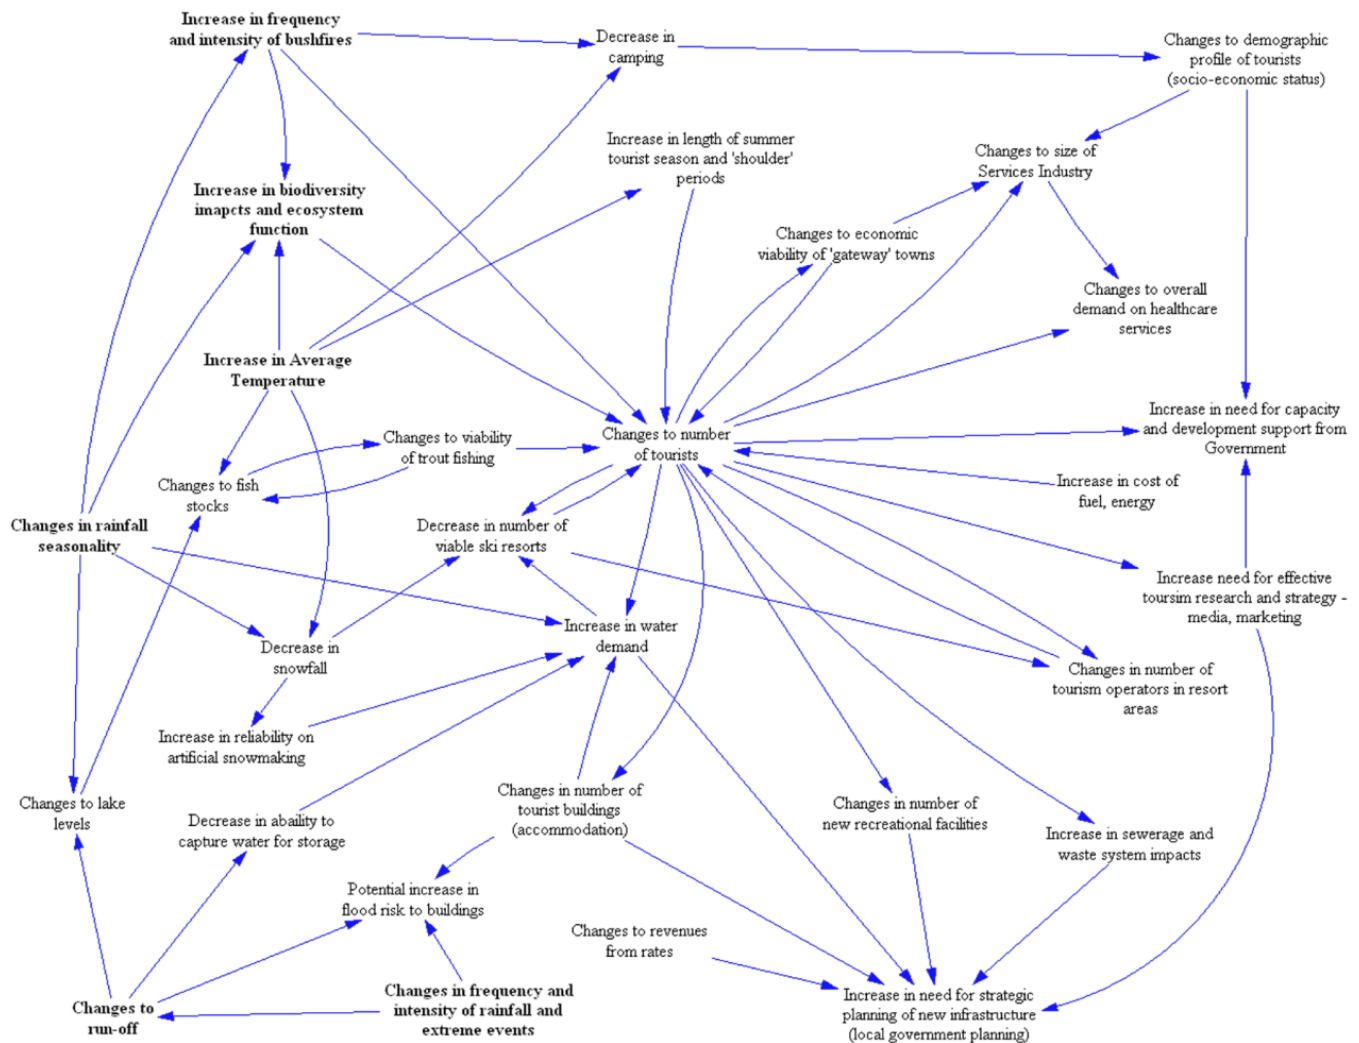 Increase in frequency
and intensity of bushfires
Decrease in
camping
Changes to demographic
profile of tourists
(socio-economic status)
Increase in length of summer
tourist season and 'shoulder'
periods
Changes to size of
Services Industry
Increase in biodiversity
imapcts and ecosystem
function
Changes to economic
viability of 'gateway' towns
Changes to overall
demand on healthcare
services
Increase in Average
Temperature
Changes to viability
of trout fishing
Changes to number
of tourists
Increase in need for capacity
and development support from
Government
Changes to fish
stocks
Increase in cost of
fuel, energy
Changes in rainfall
seasonality
Decrease in number of
viable ski resorts
Increase need for effective
toursim research and strategy -
media, marketing
Decrease in
snowfall
Increase in water
demand
Changes in number of
tourism operators in resort
areas
Increase in reliability on
artificial snowmaking
Changes to lake
levels
Decrease in abaility to
capture water for storage
Changes in number of
tourist buildings
(accommodation)
Changes in number of
new recreational facilities
Increase in sewerage and
waste system impacts
Potential increase in
flood risk to buildings
Changes to revenues
from rates
Changes to
run-off
Changes in frequency and
intensity of rainfall and
extreme events
Increase in need for strategic
planning of new infrastructure
(local government planning)